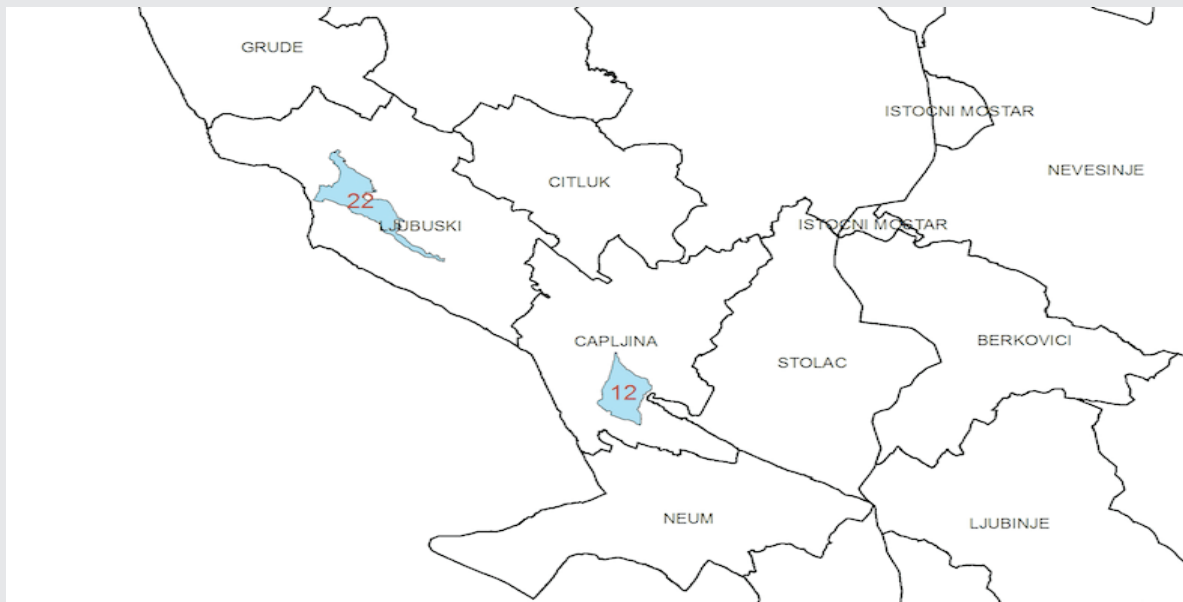 GRUDE
ISTOCNI MOSTAR
NEVESINJE
CITLUK
22
LJUBUSKI
ISTOCNI MOSTAR
CAPLJINA
BERKOVICI
STOLAC
12
NEUM
LJUBINJE